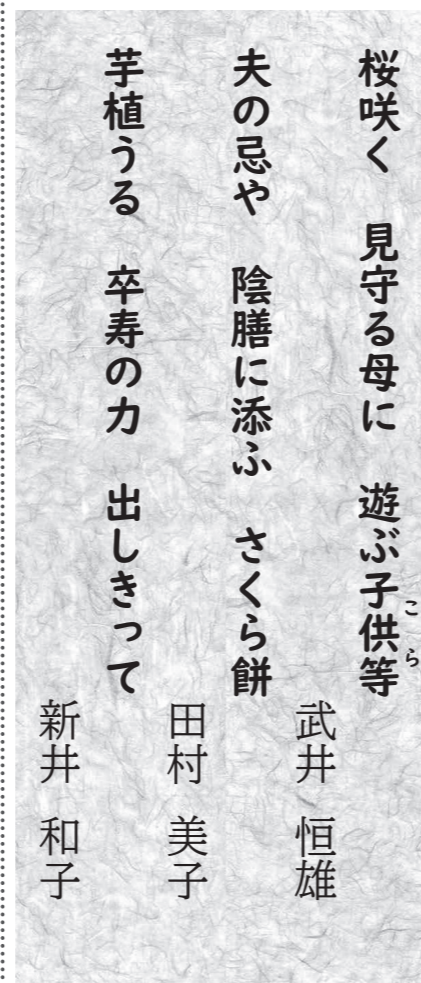 桜咲く　見守る母に　遊ぶ子供等
こら
武井　恒雄
夫の忌や　陰膳に添ふ　さくら餅
田村　美子
芋植うる　卒寿の力　出しきって
新井　和子